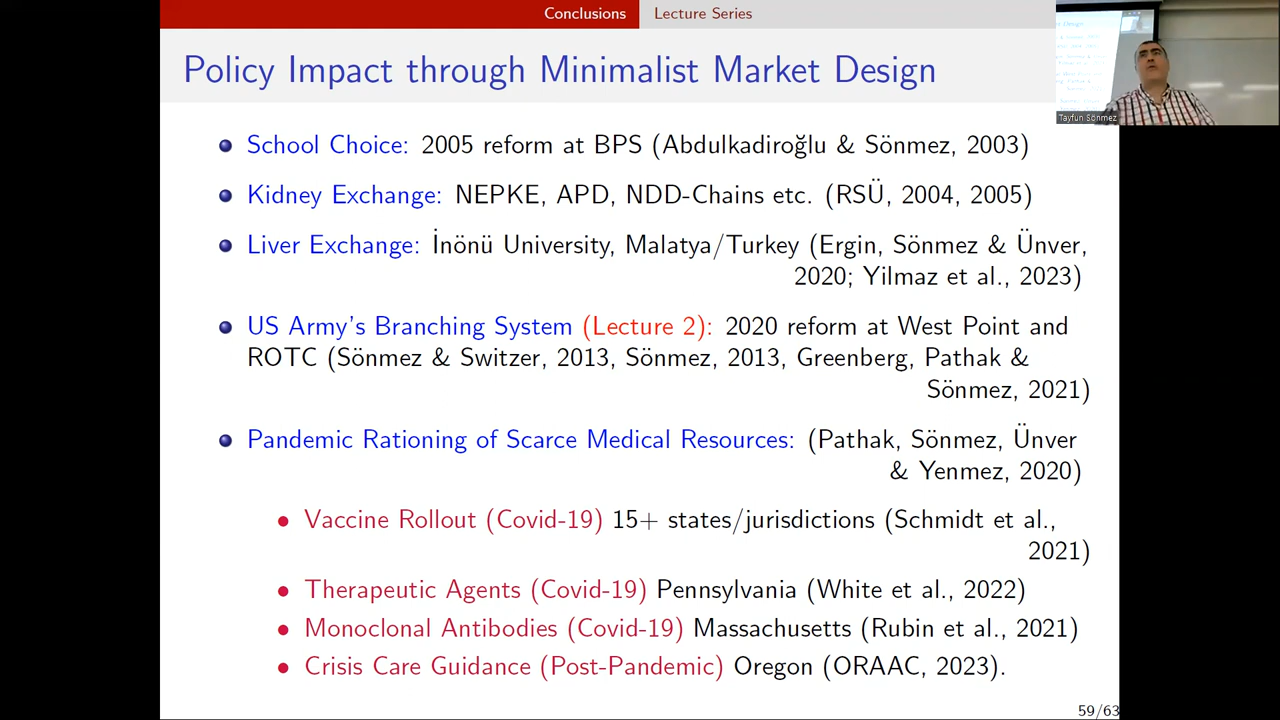 Conclusions Lecture Series
Policy Impact through Minimalist Market Design
School Choice: 2005 reform at BPS (Abdulkadiroğlu & Sönmez, 2003)
Kidney Exchange: NEPKE, APD, NDD-Chains etc. (RSÜ, 2004, 2005)
Liver Exchange: İnönü University, Malatya/Turkey (Ergin, Sönmez & Ünver,
2020; Yilmaz et al., 2023)
US Army's Branching System (Lecture 2): 2020 reform at West Point and
ROTC (Sönmez & Switzer, 2013, Sönmez, 2013, Greenberg, Pathak &
Sönmez, 2021)
Pandemic Rationing of Scarce Medical Resources: (Pathak, Sönmez, Ünver
& Yenmez, 2020)
Vaccine Rollout (Covid-19) 15+ states/jurisdictions (Schmidt et al.,
2021)
Therapeutic Agents (Covid-19) Pennsylvania (White et al., 2022)
Monoclonal Antibodies (Covid-19) Massachusetts (Rubin et al., 2021)
Crisis Care Guidance (Post-Pandemic) Oregon (ORAAC, 2023).
59/63
Tayfun Sönmez